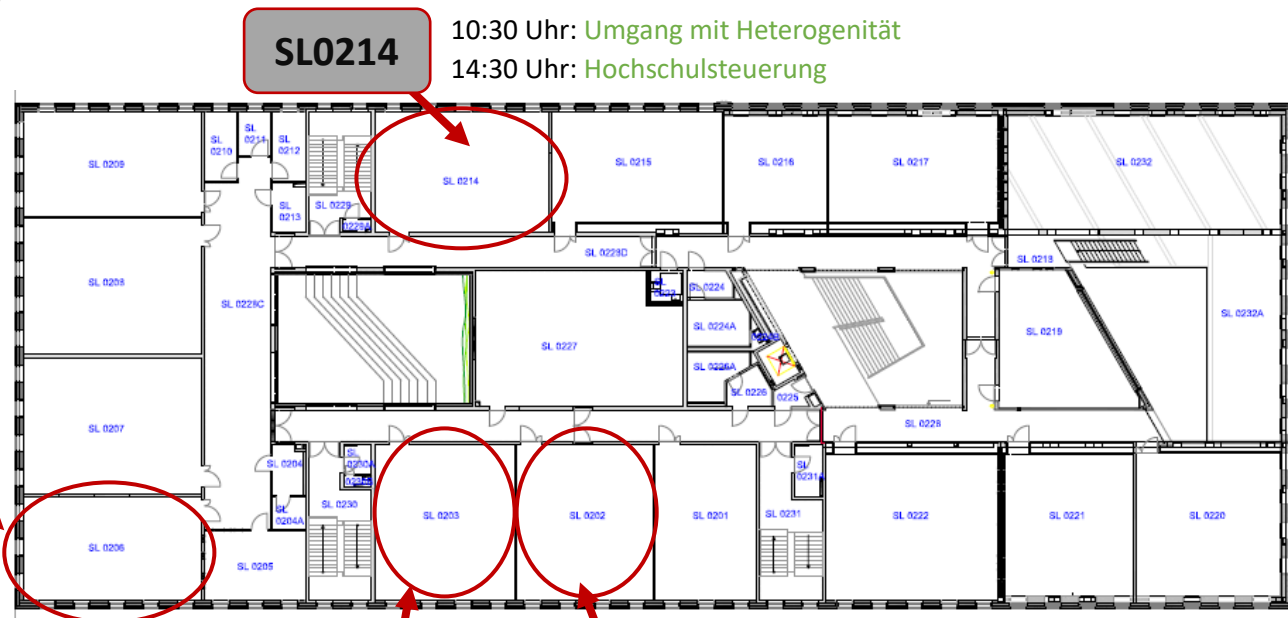 SL0214
10:30 Uhr: Umgang mit Heterogenität
14:30 Uhr: Hochschulsteuerung
SL 0209
SL 0210
SL 0211
SL 0212
SL 0213
SL 0229
0229A
SL 0214
SL 0215
SL 0216
SL 0217
SL 0232
SL 0228D
SL 0218
SL 0208
SL 0228C
SL 0223
SL 0224
SL 0224A
SL 0227
SL 0219
SL 0232A
SL 0226A
SL 0226
0225
SL 0207
SL 0228
SL 0204
SL 0204A
SL 0230A
SL 0230
SL 0203
SL 0202
SL 0201
SL 0231A
SL 0231
SL 0222
SL 0221
SL 0220
SL 0206
SL 0205